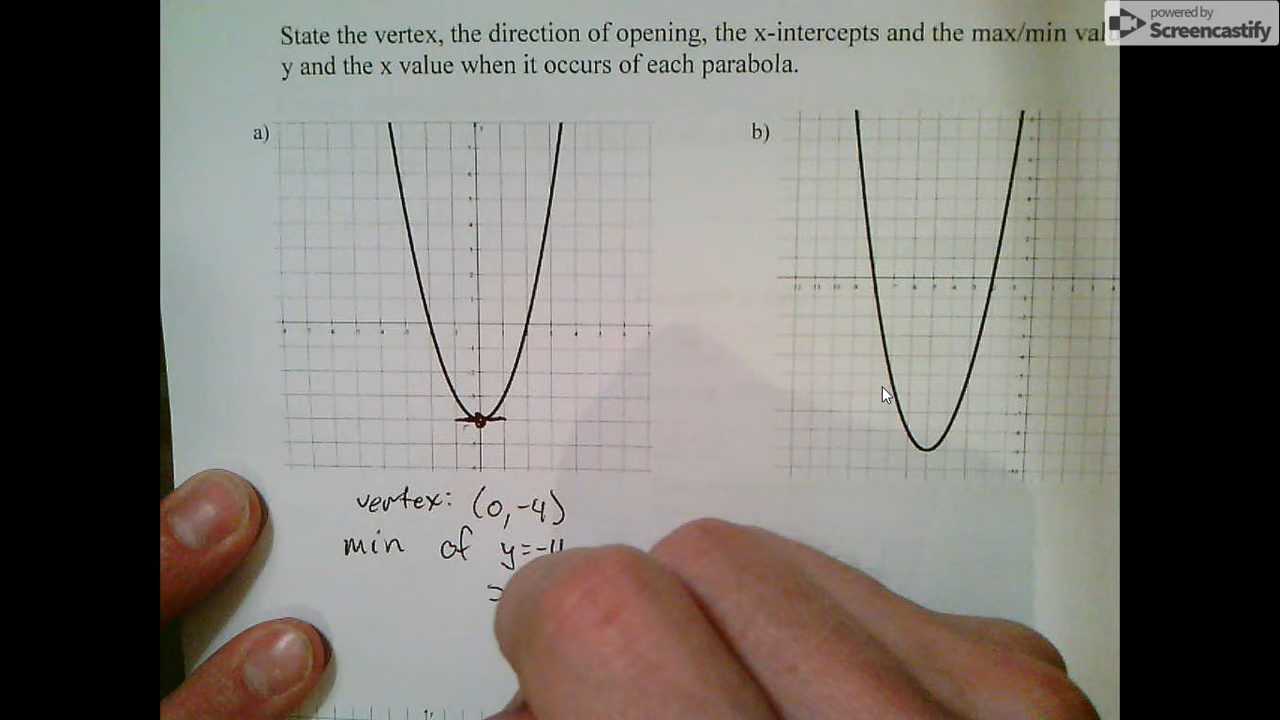 powered by
Screencastify
State the vertex, the direction of opening, the x-intercepts and the max/min
y and the x value when it occurs of each parabola.
a)
b)
vertex: (0,-4)
min of y=-4